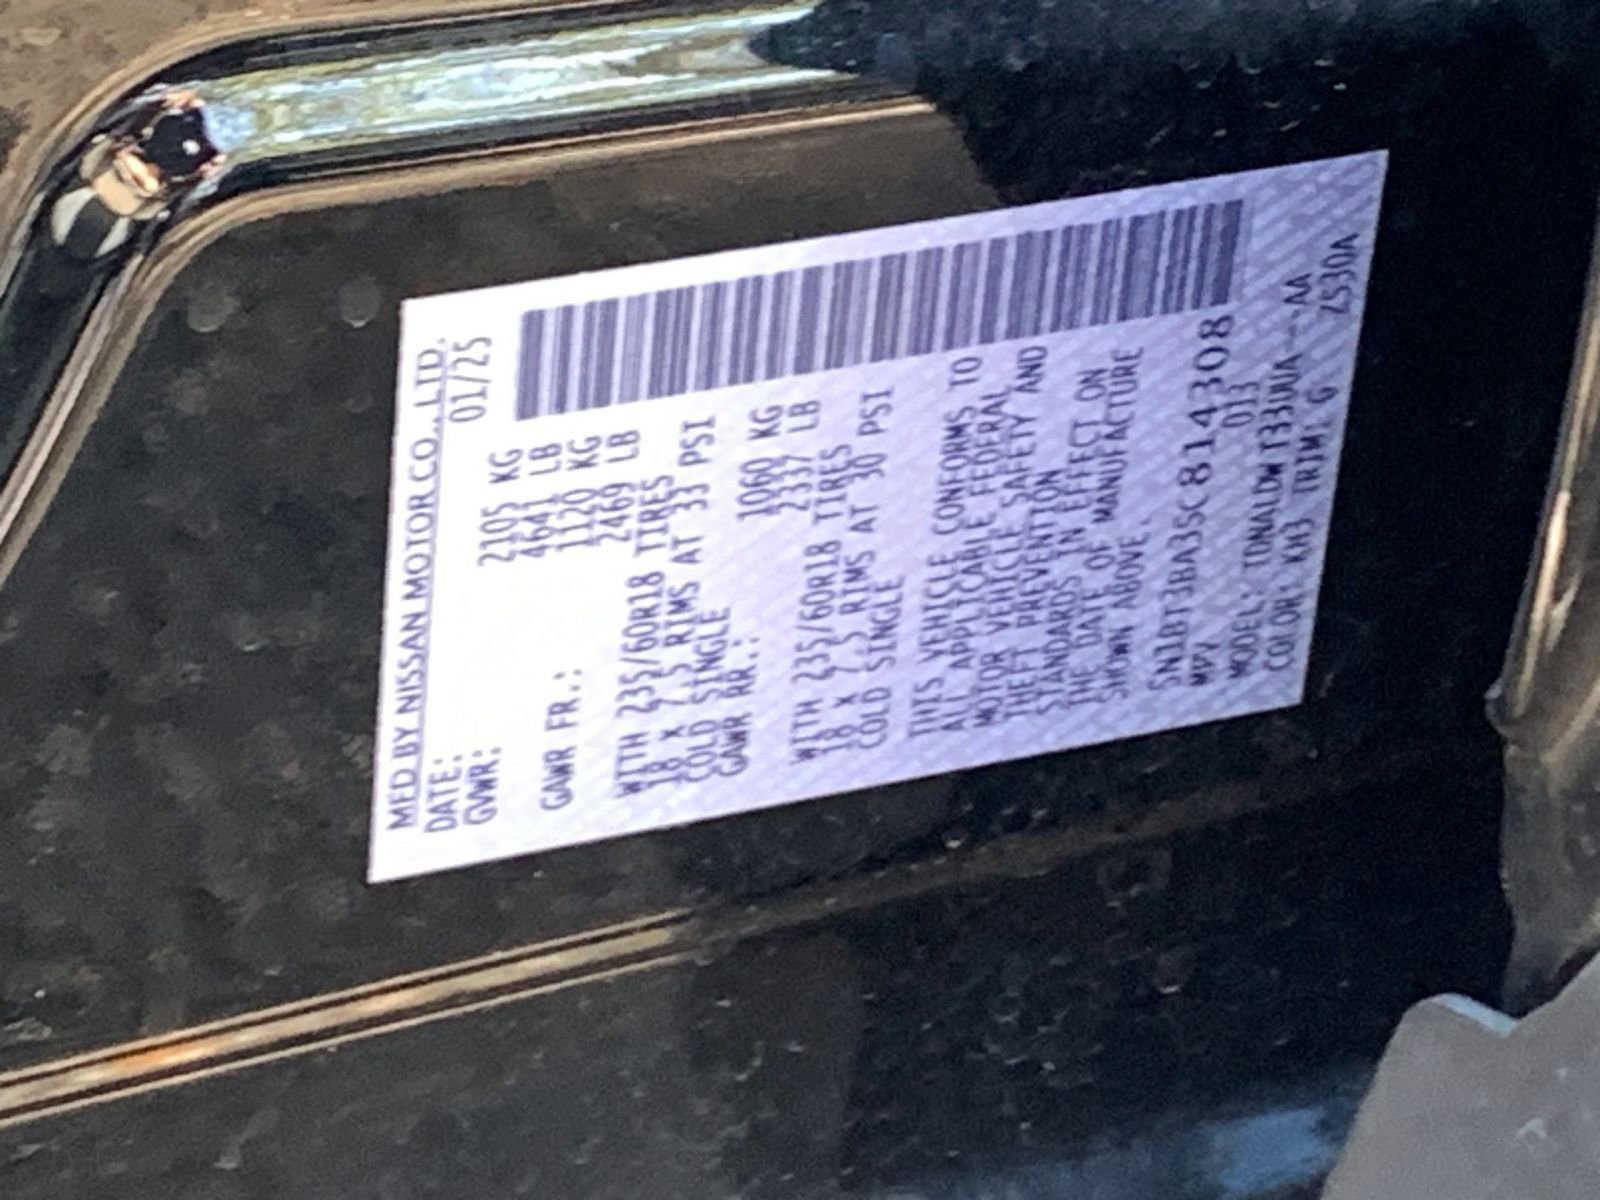 MFD BY NISSAN MOTOR CO., LTD.
DATE: 01/25
GVWR: 2105 KG
4641 LB
GAWR FR.: 1120 KG
2469 LB
WITH 235/60R18 TIRES
18 x 7.5 RIMS AT 33 PSI
COLD SINGLE
GAWR RR.: 1060 KG
2337 LB
WITH 235/60R18 TIRES
18 x 7.5 RIMS AT 30 PSI
COLD SINGLE
THIS VEHICLE CONFORMS TO
ALL APPLICABLE FEDERAL
MOTOR VEHICLE SAFETY AND
THEFT PREVENTION
STANDARDS IN EFFECT ON
THE DATE OF MANUFACTURE
SHOWN ABOVE.
5N1BT3BA3SC814308
MPV 013
MODEL: TDNALDWT33UUA--AA
COLOR: KH3 TRIM: G ZS30A